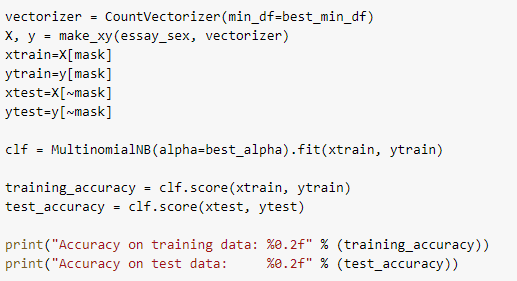 vectorizer = CountVectorizer(min_df=best_min_df)
X, y = make_xy(essay_sex, vectorizer)
xtrain=X[mask]
ytrain=y[mask]
xtest=X[~mask]
ytest=y[~mask]
clf = MultinomialNB(alpha=best_alpha).fit(xtrain, ytrain)
training_accuracy = clf.score(xtrain, ytrain)
test_accuracy = clf.score(xtest, ytest)
print("Accuracy on training data: %0.2f" % (training_accuracy))
print("Accuracy on test data:     %0.2f" % (test_accuracy))